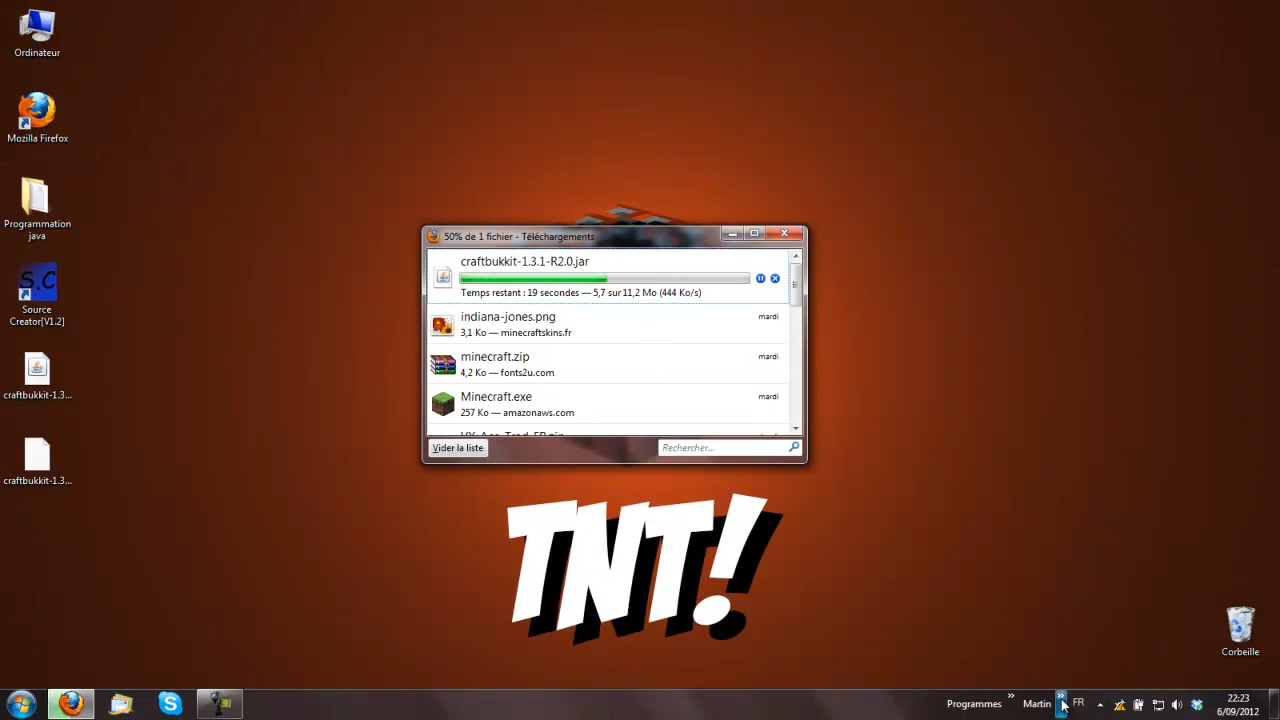 Ordinateur
Mozilla Firefox
Programmation
java
S.C
Source
Creator[V1.2]
craftbukkit-1.3...
craftbukkit-1.3...
50% de 1 fichier - Téléchargements
craftbukkit-1.3.1-R2.0.jar
Temps restant : 19 secondes — 5,7 sur 11,2 Mo (444 Ko/s)
indiana-jones.png
mardi
3,1 Ko — minecraftskins.fr
minecraft.zip
mardi
4,2 Ko — fonts2u.com
Minecraft.exe
mardi
257 Ko — amazonaws.com
Vider la liste
Rechercher...
TNT!
Corbeille
Programmes
Martin
FR
22:23
6/09/2012